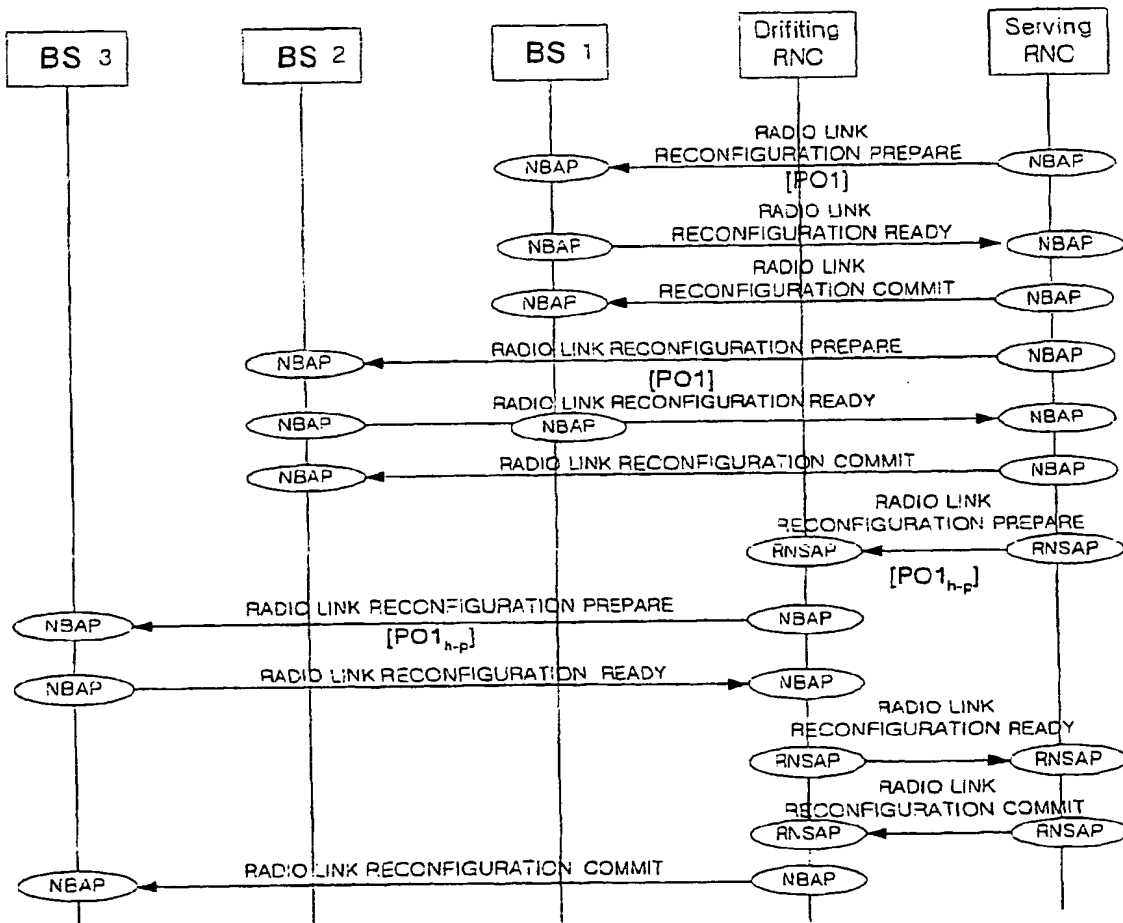 BS 3
BS 2
BS 1
Drifiting
RNC
Serving
RNC
RADIO LINK
RECONFIGURATION PREPARE
NBAP
NBAP
[PO1]
RADIO LINK
RECONFIGURATION READY
NBAP
NBAP
RADIO LINK
RECONFIGURATION COMMIT
NBAP
NBAP
RADIO LINK RECONFIGURATION PREPARE
NBAP
NBAP
[PO1]
RADIO LINK RECONFIGURATION READY
NBAP
NBAP
NBAP
RADIO LINK RECONFIGURATION COMMIT
NBAP
NBAP
RADIO LINK
RECONFIGURATION PREPARE
RNSAP
RNSAP
[PO1h-p]
RADIO LINK RECONFIGURATION PREPARE
NBAP
NBAP
[PO1h-p]
RADIO LINK RECONFIGURATION READY
NBAP
NBAP
RADIO LINK
RECONFIGURATION READY
RNSAP
RNSAP
RADIO LINK
RECONFIGURATION COMMIT
RNSAP
RNSAP
RADIO LINK RECONFIGURATION COMMIT
NBAP
NBAP